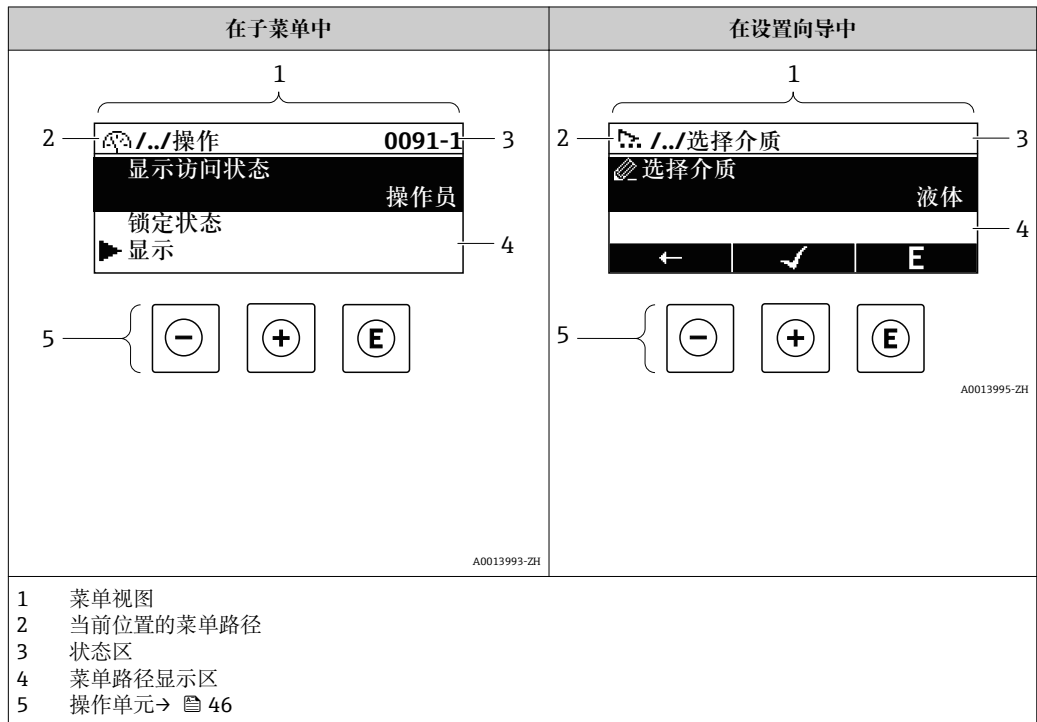 在子菜单中
1
2
/../操作 0091-1
3
显示访问状态
操作员
锁定状态
显示
4
5
- + E
A0013993-ZH
在设置向导中
1
2
/../选择介质
3
选择介质
液体
4
← ✓ E
5
- + E
A0013995-ZH
1 菜单视图
2 当前位置的菜单路径
3 状态区
4 菜单路径显示区
5 操作单元→ 46